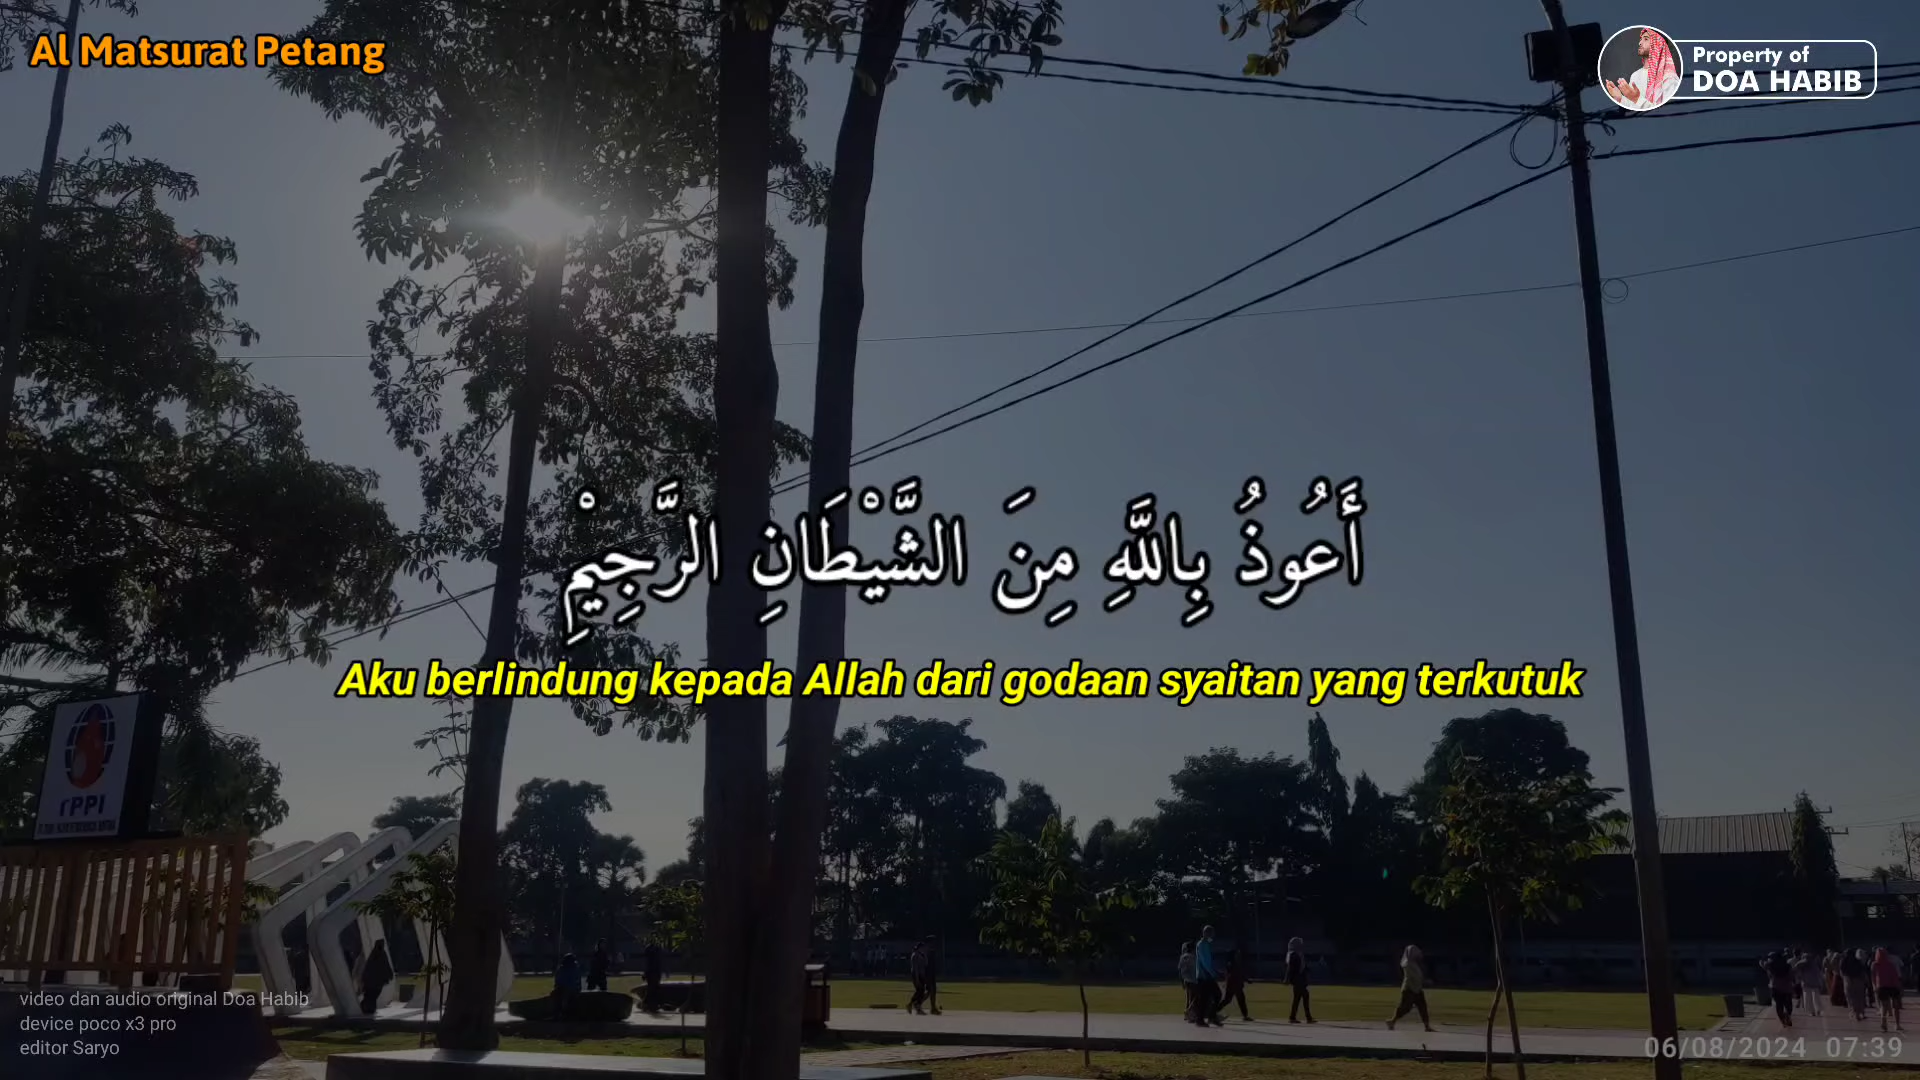 Al Matsurat Petang
Property of
DOA HABIB
أَعُوذُ بِاللَّهِ مِنَ الشَّيْطَانِ الرَّجِيْمِ
Aku berlindung kepada Allah dari godaan syaitan yang terkutuk
rPPI
video dan audio original Doa Habib
device poco x3 pro
editor Saryo
06/08/2024 07:39